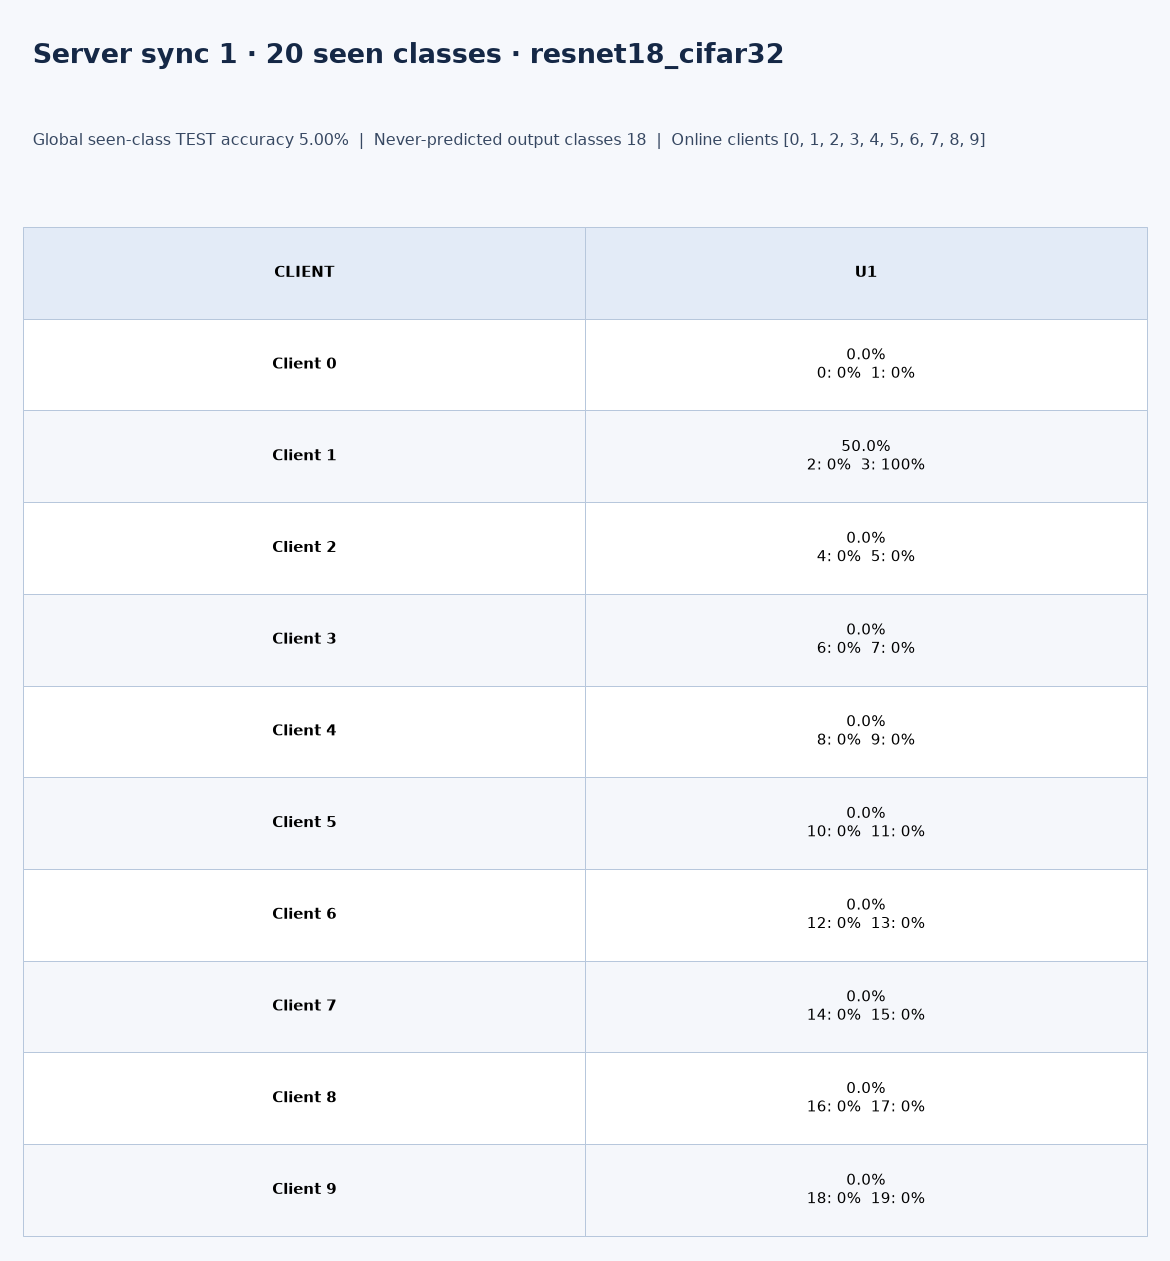 Server sync 1 · 20 seen classes · resnet18_cifar32
Global seen-class TEST accuracy 5.00% | Never-predicted output classes 18 | Online clients [0, 1, 2, 3, 4, 5, 6, 7, 8, 9]
CLIENT U1
Client 0
0.0%
0: 0% 1: 0%
Client 1
50.0%
2: 0% 3: 100%
Client 2
0.0%
4: 0% 5: 0%
Client 3
0.0%
6: 0% 7: 0%
Client 4
0.0%
8: 0% 9: 0%
Client 5
0.0%
10: 0% 11: 0%
Client 6
0.0%
12: 0% 13: 0%
Client 7
0.0%
14: 0% 15: 0%
Client 8
0.0%
16: 0% 17: 0%
Client 9
0.0%
18: 0% 19: 0%